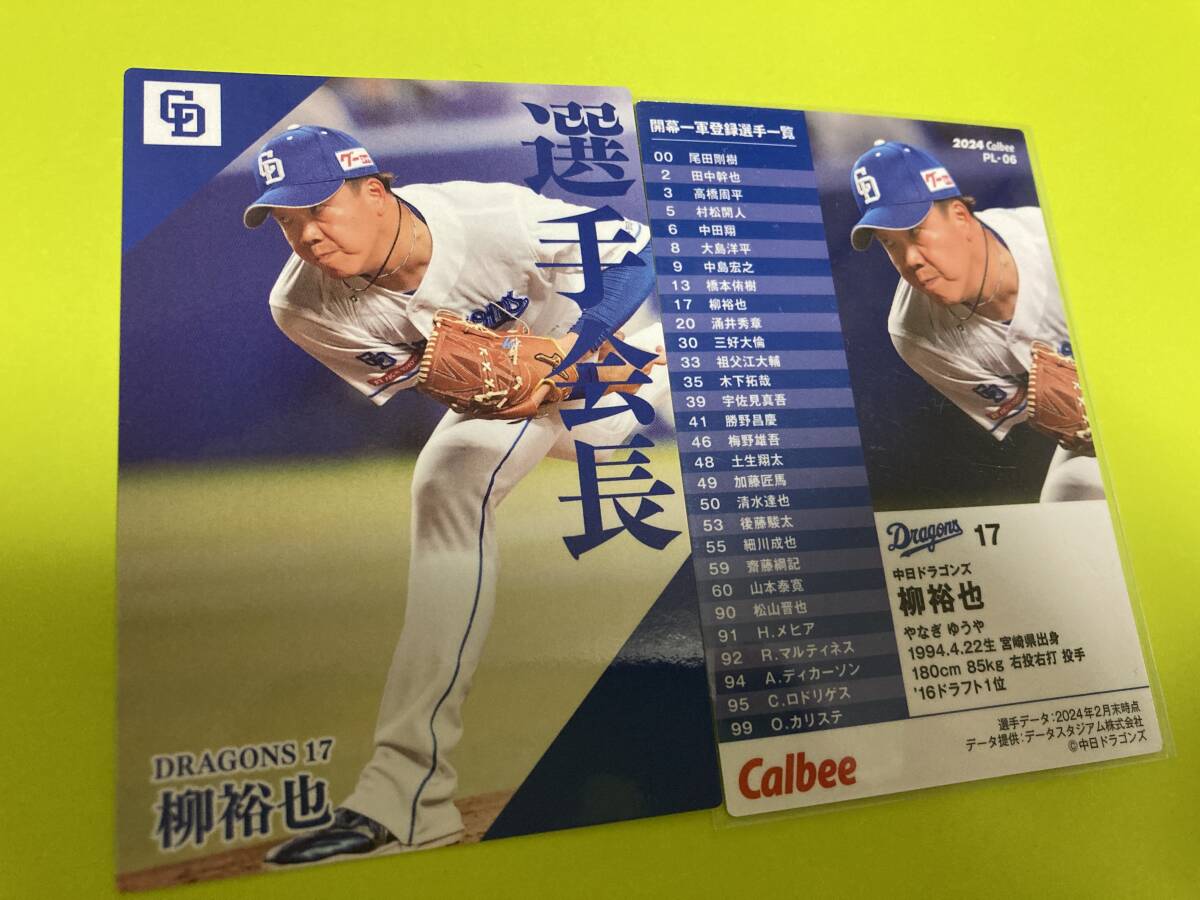 CD
選手会長
CD
グーニ
DRAGONS 17
柳裕也
開幕一軍登録選手一覧
00 尾田剛樹
2 田中幹也
3 高橋周平
5 村松開人
6 中田翔
8 大島洋平
9 中島宏之
13 橋本侑樹
17 柳裕也
20 涌井秀章
30 三好大倫
33 祖父江大輔
35 木下拓哉
39 宇佐見真吾
41 勝野昌慶
46 梅野雄吾
48 土生翔太
49 加藤匠馬
50 清水達也
53 後藤駿太
55 細川成也
59 齋藤綱記
60 山本泰寛
90 松山晋也
91 H.メヒア
92 R.マルティネス
94 A.ディカーソン
95 C.ロドリゲス
99 O.カリステ
Calbee
2024 Calbee
PL-06
CD
Dragons 17
中日ドラゴンズ
柳裕也
やなぎ ゆうや
1994.4.22生 宮崎県出身
180cm 85kg 右投右打 投手
'16ドラフト1位
選手データ:2024年2月末時点
データ提供:データスタジアム株式会社
©中日ドラゴンズ